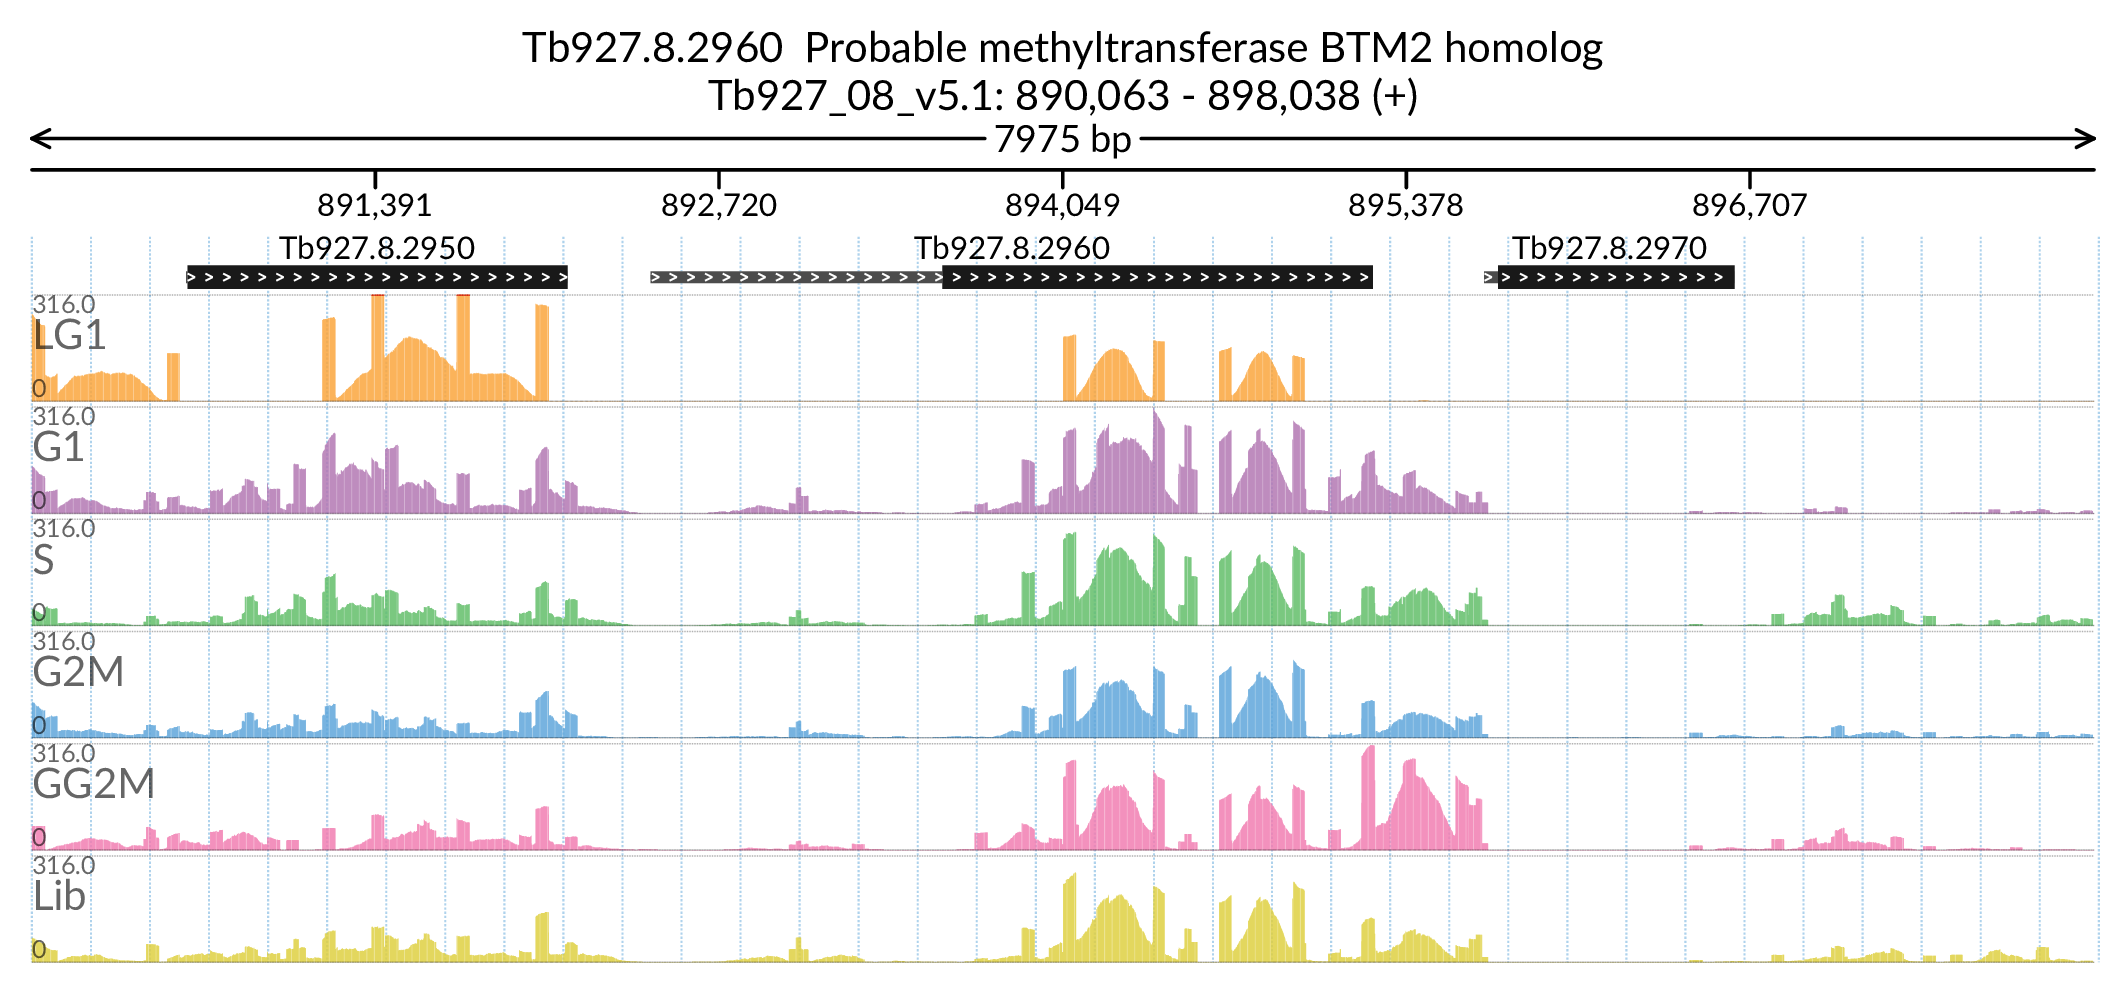 Tb927.8.2960 Probable methyltransferase BTM2 homolog
Tb927_08_v5.1: 890,063 - 898,038 (+)
7975 bp
891,391 892,720 894,049 895,378 896,707
Tb927.8.2950 Tb927.8.2960 Tb927.8.2970
316.0
LG1
0
316.0
G1
0
316.0
S
0
316.0
G2M
0
316.0
GG2M
0
316.0
Lib
0